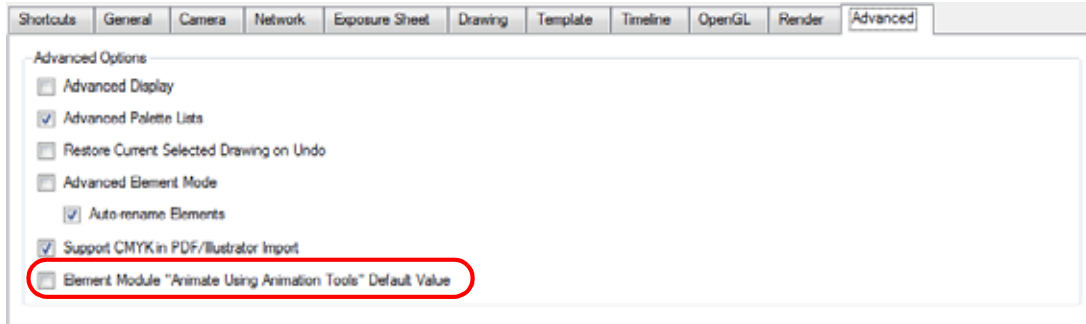 Shortcuts General Camera Network Exposure Sheet Drawing Template Timeline OpenGL Render Advanced
Advanced Options
Advanced Display
Advanced Palette Lists
Restore Current Selected Drawing on Undo
Advanced Element Mode
Auto-rename Elements
Support CMYK in PDF/Illustrator Import
Element Module "Animate Using Animation Tools" Default Value